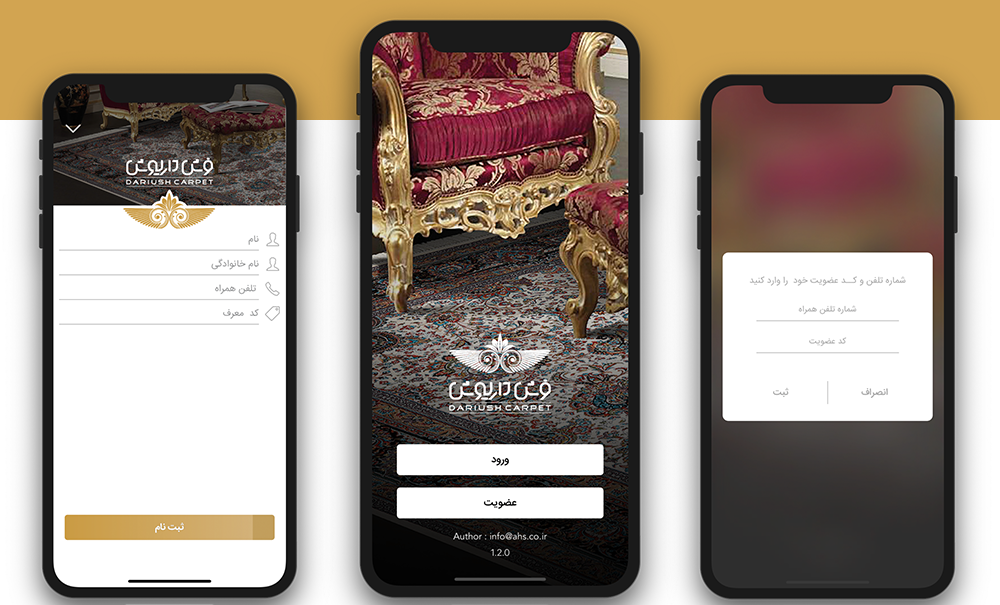 فرش داریوش
DARIUSH CARPET
نام
نام خانوادگی
تلفن همراه
کد معرف
ثبت نام
فرش داریوش
DARIUSH CARPET
ورود
عضویت
Author : info@ahs.co.ir
1.2.0
شماره تلفن و کــد عضویت خود را وارد کنید
شماره تلفن همراه
کد عضویت
انصراف
ثبت